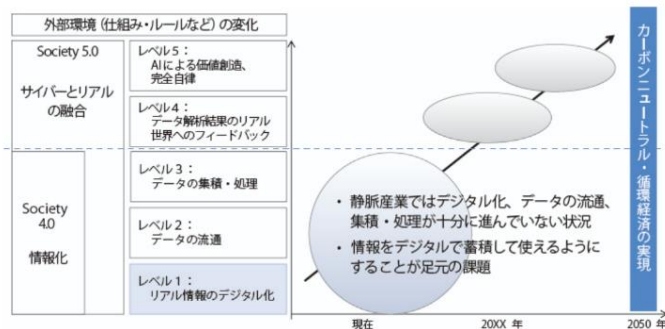 外部環境（仕組み・ルールなど）の変化
Society 5.0
サイバーとリアル
の融合
レベル5：
AIによる価値創造、
完全自律
レベル4：
データ解析結果のリアル
世界へのフィードバック
Society
4.0
情報化
レベル3：
データの集積・処理
レベル2：
データの流通
レベル1：
リアル情報のデジタル化
・ 静脈産業ではデジタル化、データの流通、
集積・処理が十分に進んでいない状況
・ 情報をデジタルで蓄積して使えるように
することが足元の課題
カーボンニュートラル・循環経済の実現
現在
20XX 年
2050 年